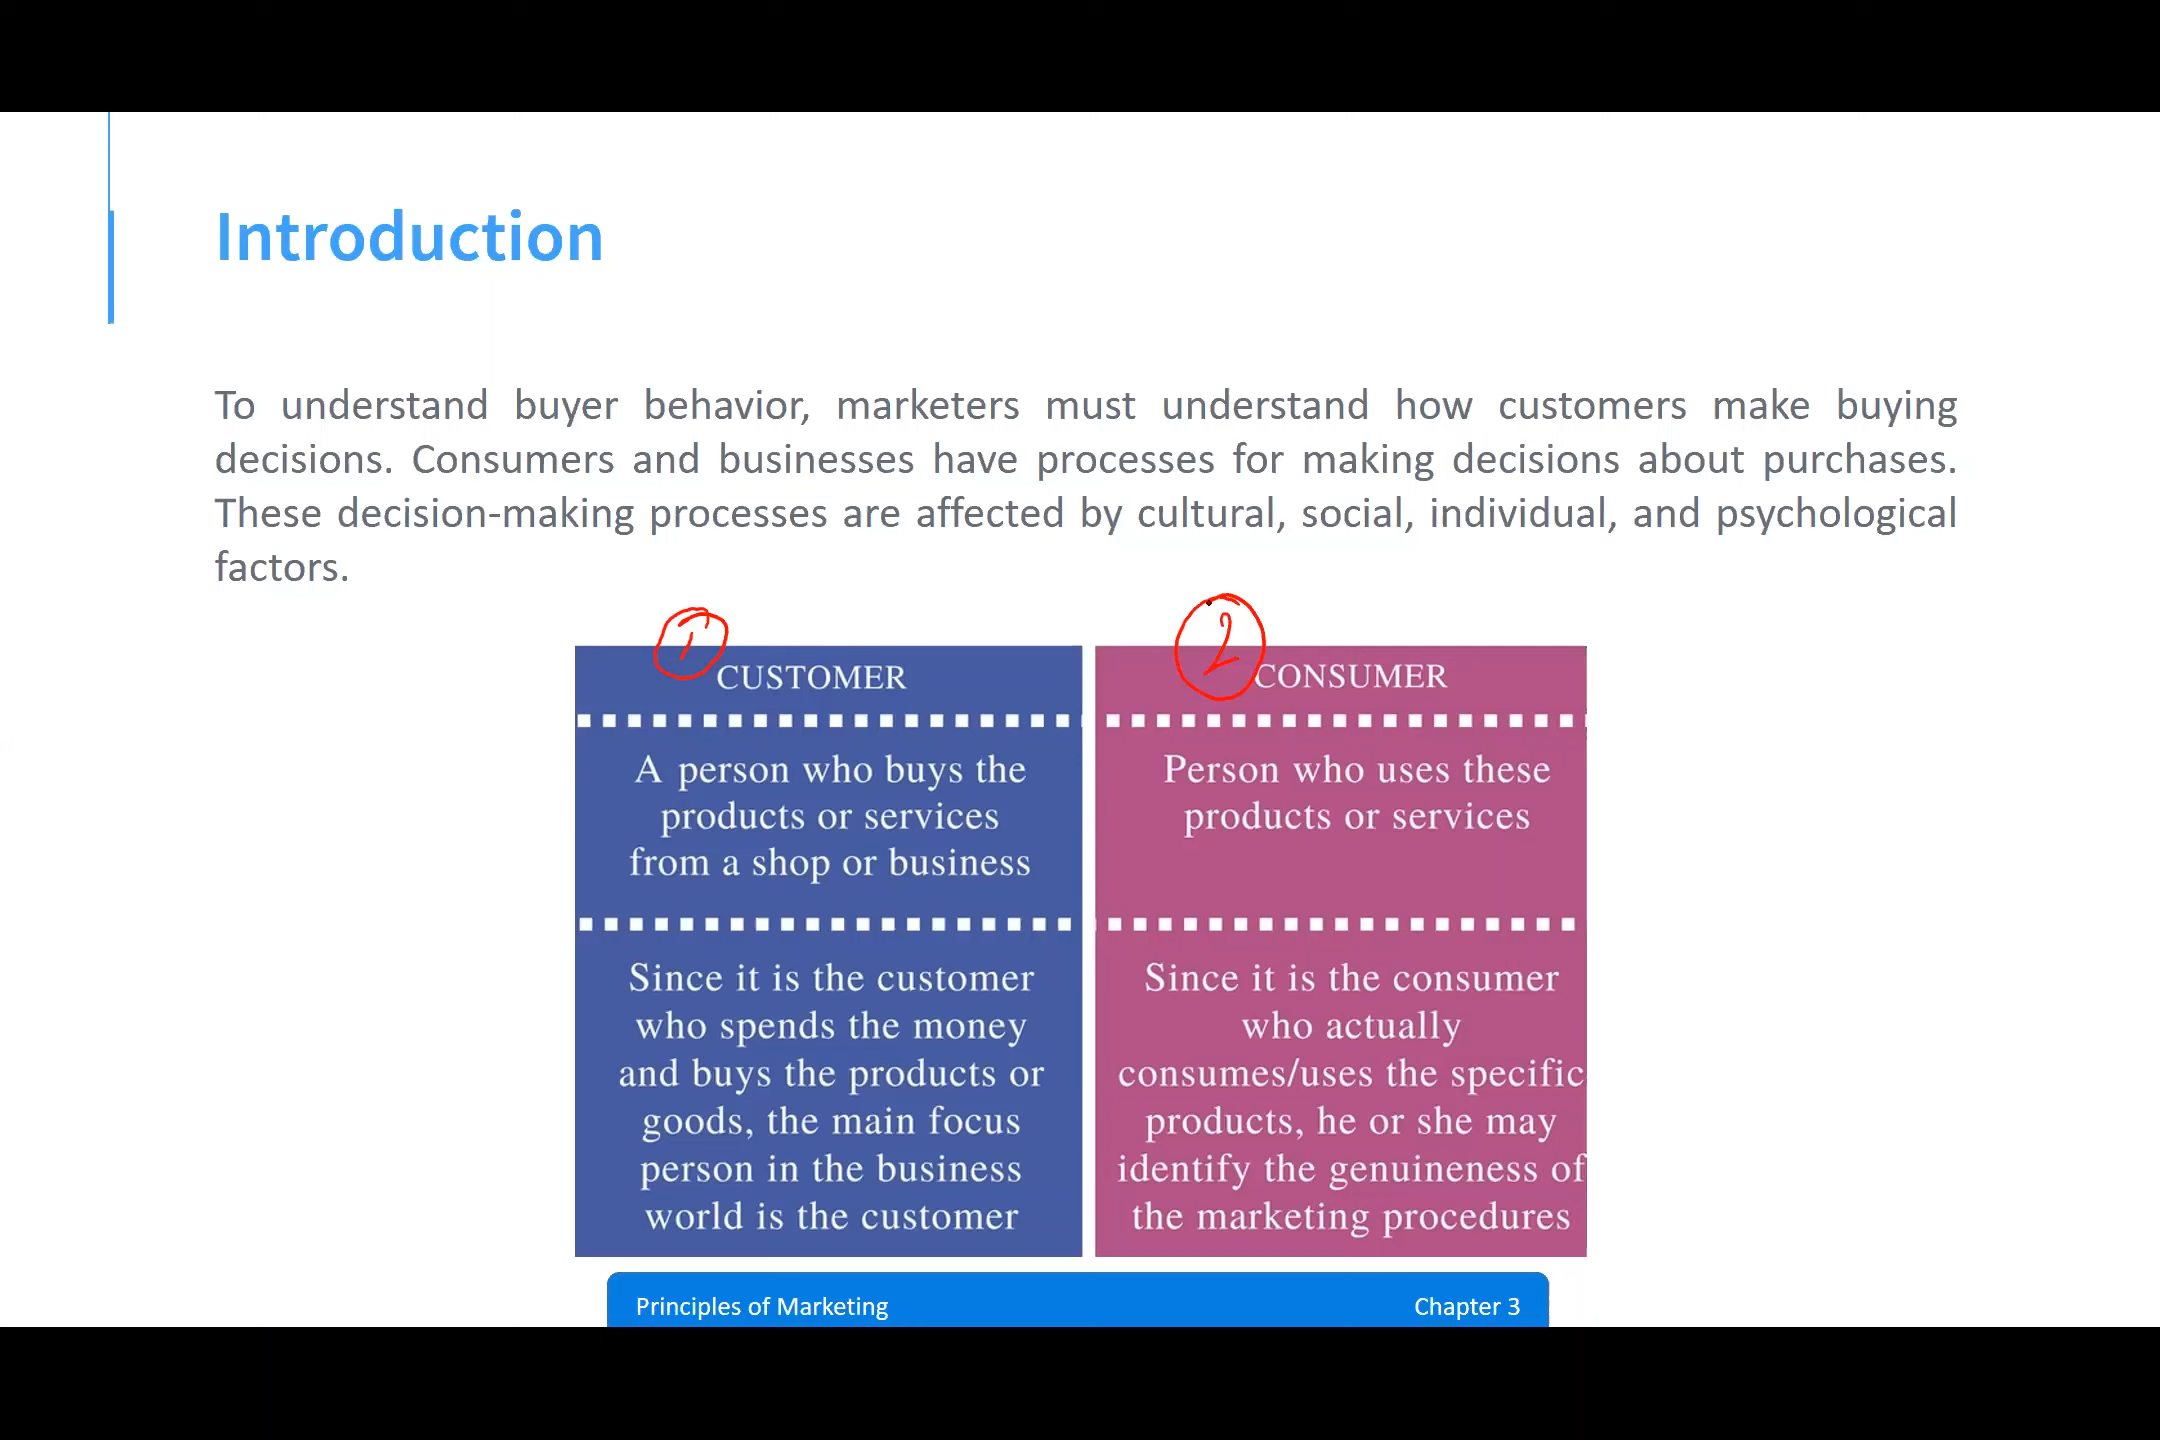 Introduction
To understand buyer behavior, marketers must understand how customers make buying
decisions. Consumers and businesses have processes for making decisions about purchases.
These decision-making processes are affected by cultural, social, individual, and psychological
factors.
1
CUSTOMER
A person who buys the
products or services
from a shop or business
Since it is the customer
who spends the money
and buys the products or
goods, the main focus
person in the business
world is the customer
2
CONSUMER
Person who uses these
products or services
Since it is the consumer
who actually
consumes/uses the specific
products, he or she may
identify the genuineness of
the marketing procedures
Principles of Marketing
Chapter 3